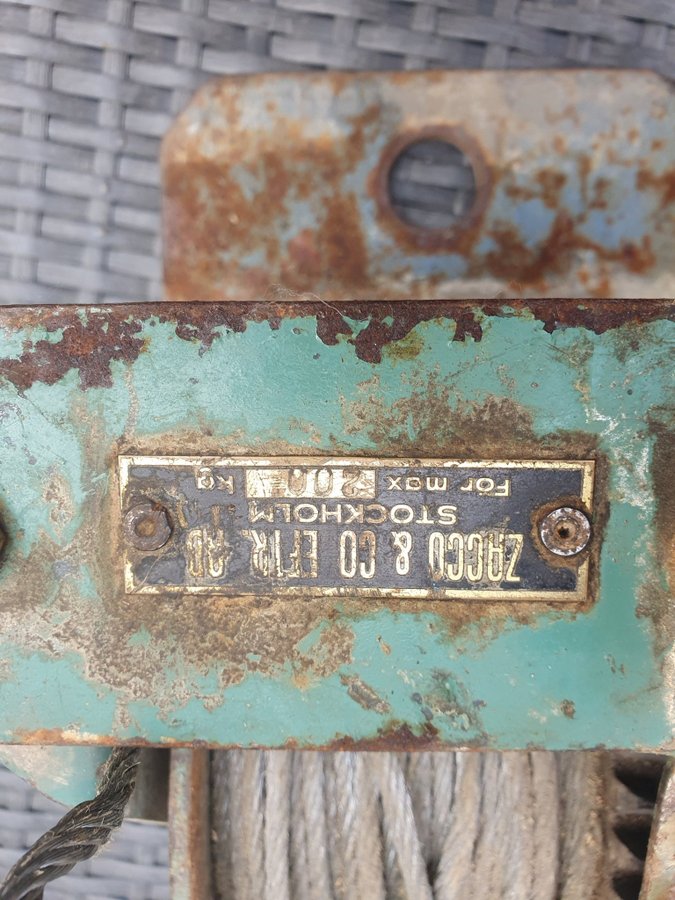 ZACCO & CO EFTR. AB
STOCKHOLM
For max 200 kg